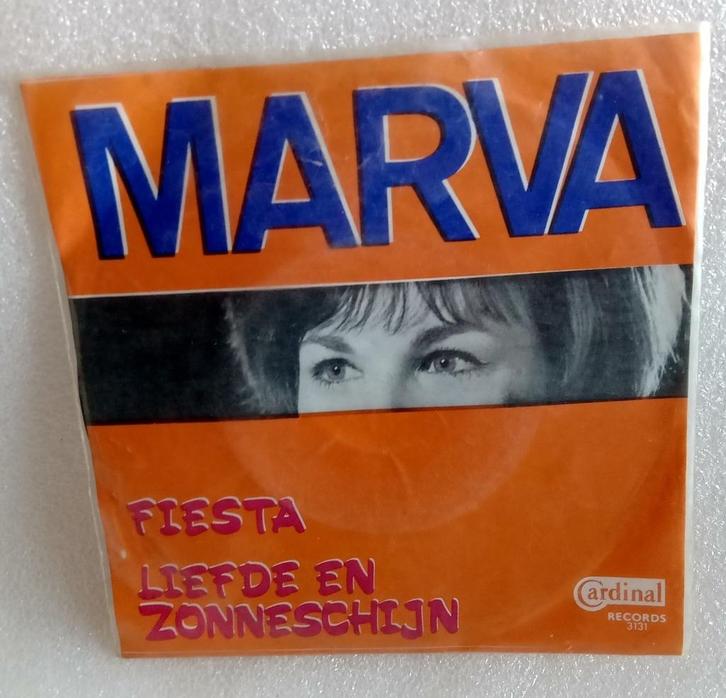 MARVA
FIESTA
LIEFDE EN
ZONNESCHIJN
Cardinal
RECORDS
3131